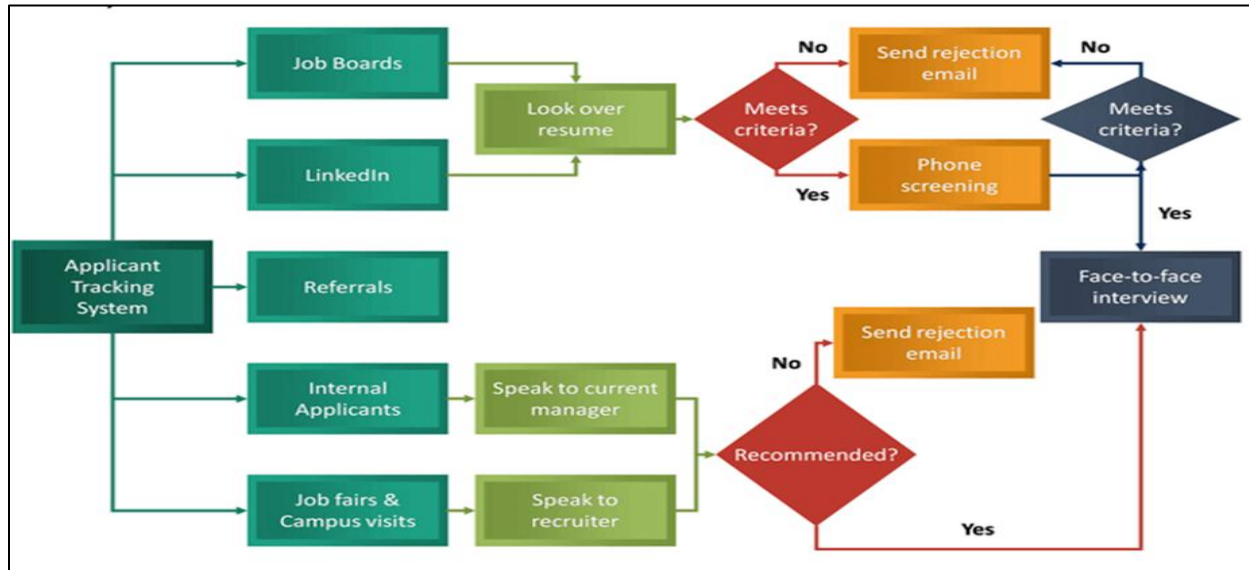 Job Boards
No
Send rejection
email
No
Look over
resume
Meets
criteria?
Meets
criteria?
LinkedIn
Yes
Phone
screening
Yes
Applicant
Tracking
System
Referrals
Face-to-face
interview
Send rejection
email
No
Internal
Applicants
Speak to current
manager
Recommended?
Job fairs &
Campus visits
Speak to
recruiter
Yes